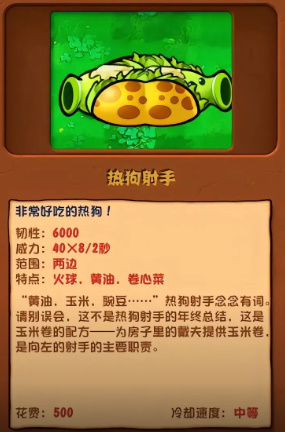 热狗射手
非常好吃的热狗！
韧性：6000
威力：40×8/2秒
范围：两边
特点：火球，黄油，卷心菜
“黄油，玉米，豌豆……”热狗射手念念有词。
请别误会，这不是热狗射手的年终总结，这是
玉米卷的配方——为房子里的戴夫提供玉米卷，
是向左的射手的主要职责。
花费：500 冷却速度：中等